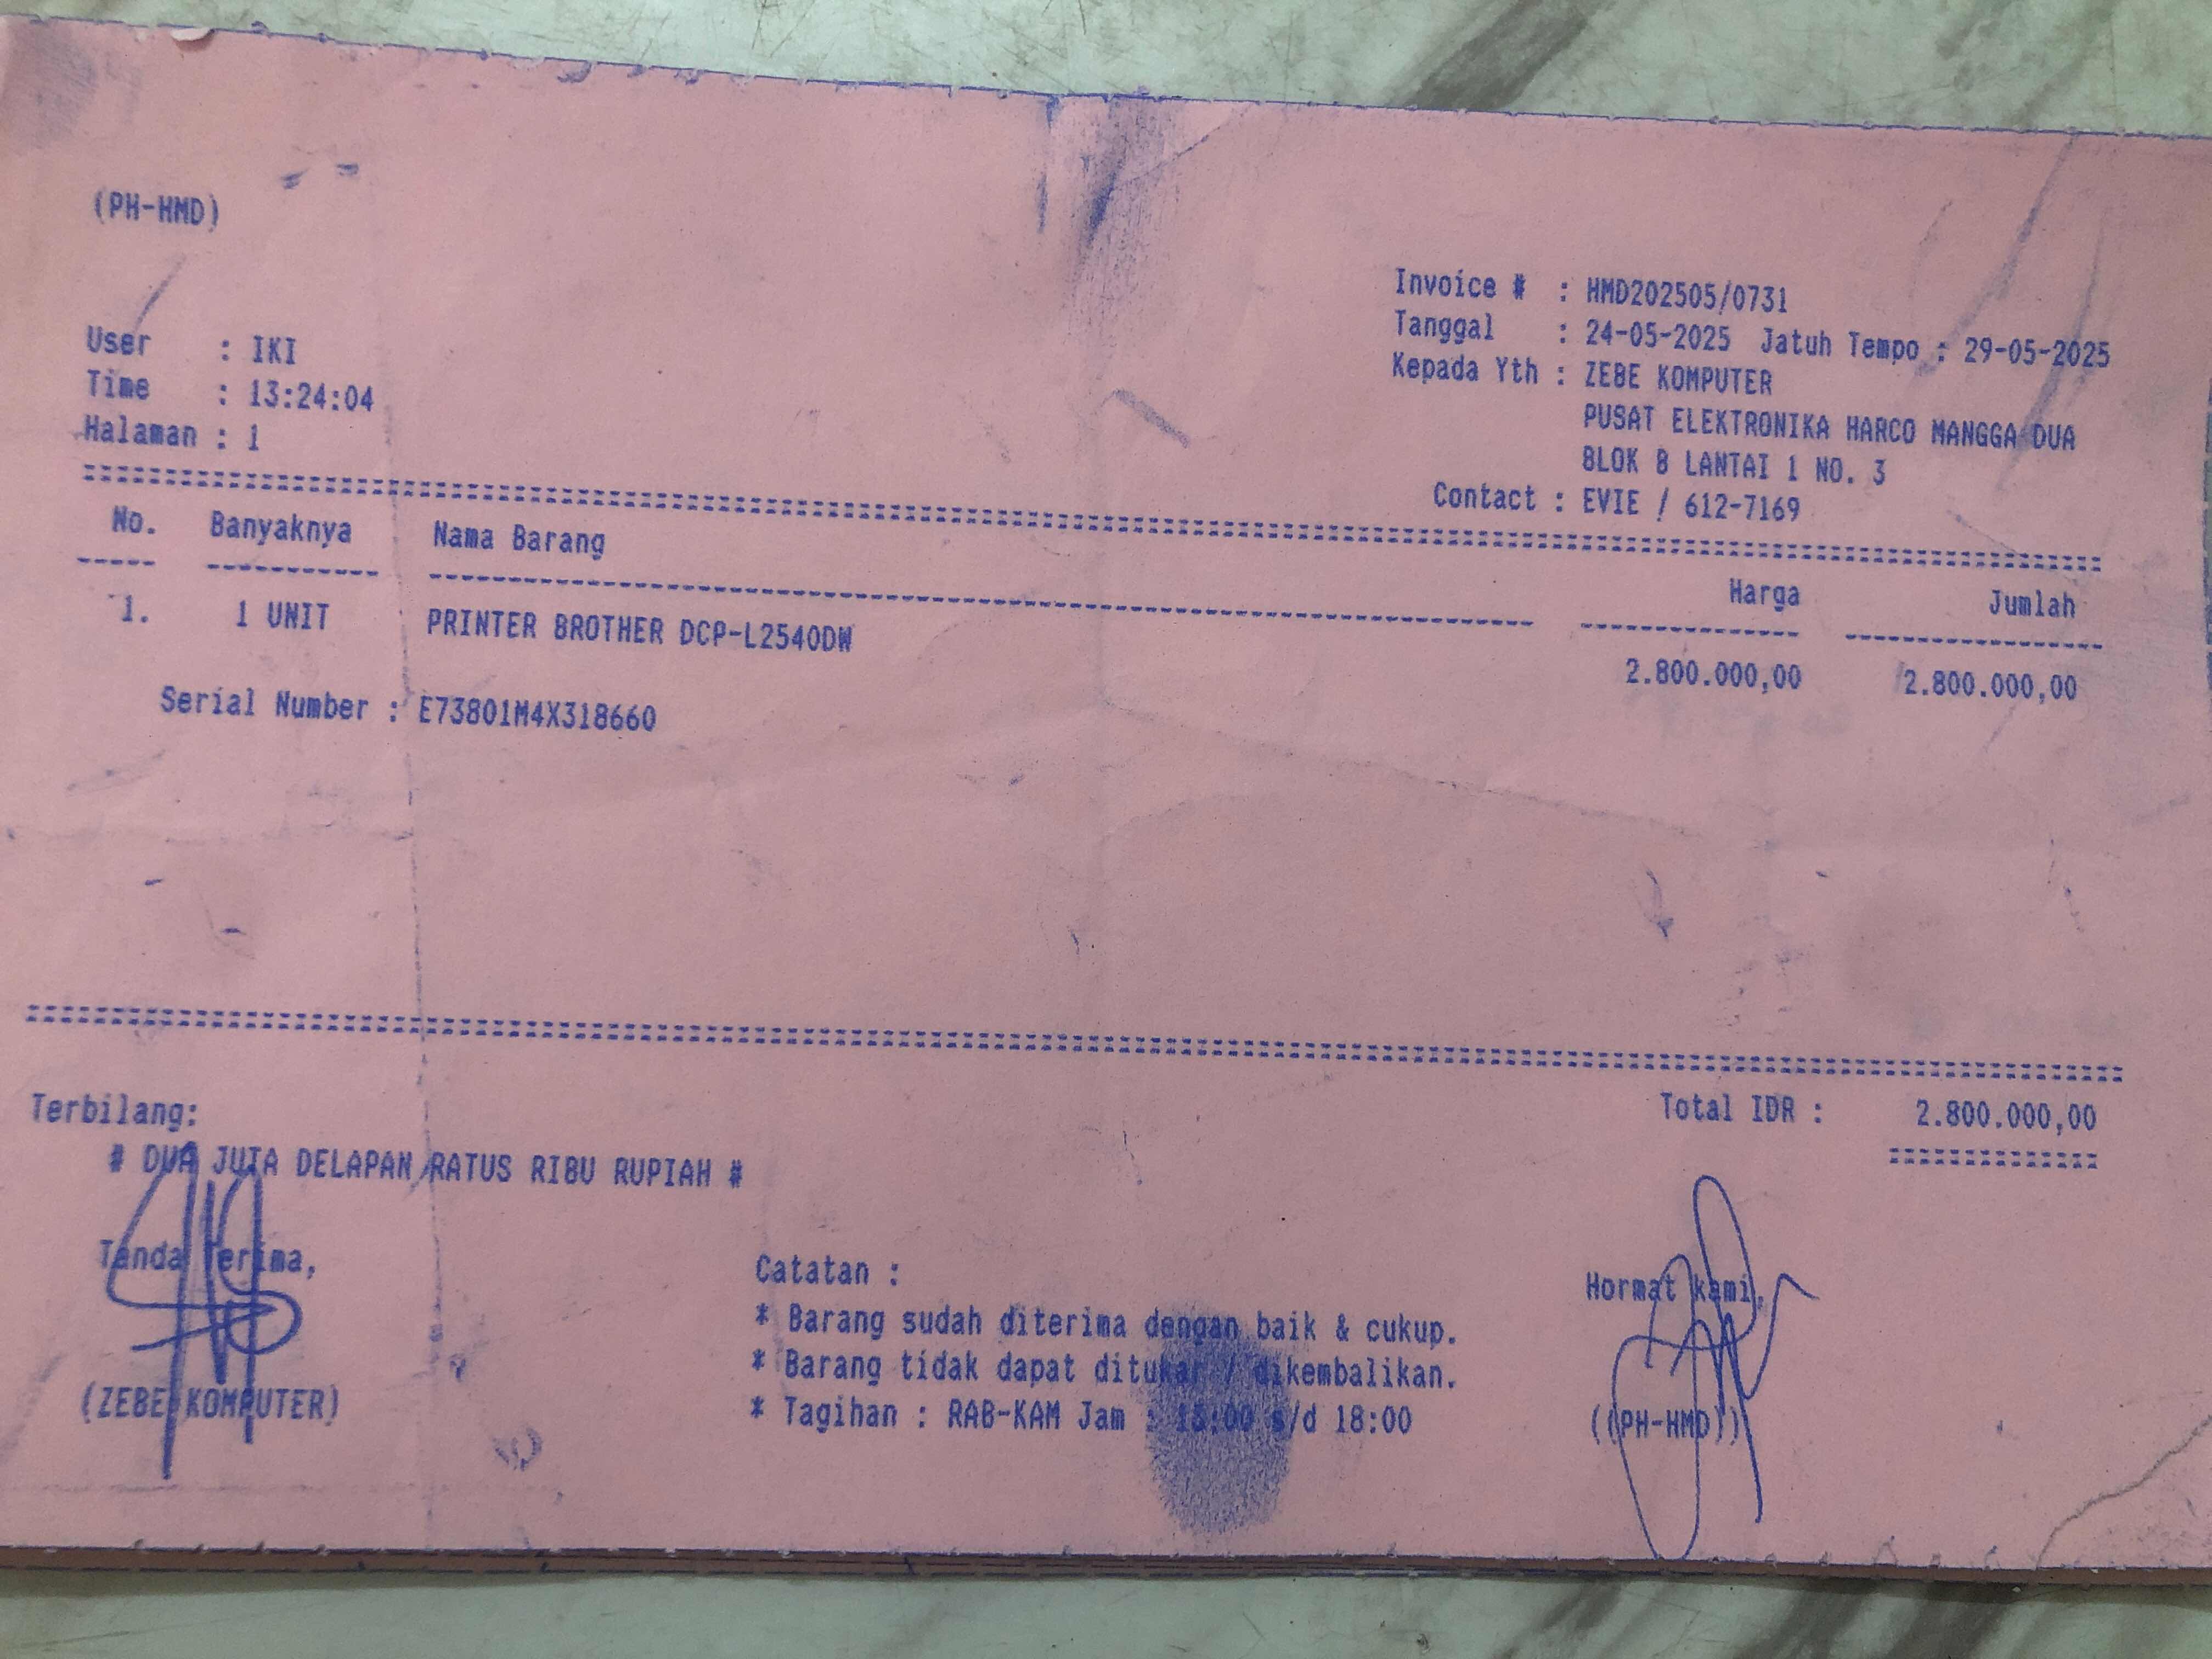 (PH-HMD)
Invoice # : HMD202505/0731
Tanggal : 24-05-2025 Jatuh Tempo : 29-05-2025
Kepada Yth : ZEBE KOMPUTER
PUSAT ELEKTRONIKA HARCO MANGGA DUA
BLOK B LANTAI 1 NO. 3
Contact : EVIE / 612-7169
User : IKI
Time : 13:24:04
Halaman : 1
No. Banyaknya Nama Barang Harga Jumlah
1. 1 UNIT PRINTER BROTHER DCP-L2540DW 2.800.000,00 2.800.000,00
Serial Number : E73801M4X318660
Terbilang: Total IDR : 2.800.000,00
# DUA JUTA DELAPAN RATUS RIBU RUPIAH #
Tanda Terima,
(ZEBE KOMPUTER)
Catatan :
* Barang sudah diterima dengan baik & cukup.
* Barang tidak dapat ditukar / dikembalikan.
* Tagihan : RAB-KAM Jam : 13:00 s/d 18:00
Hormat kami,
((PH-HMD))